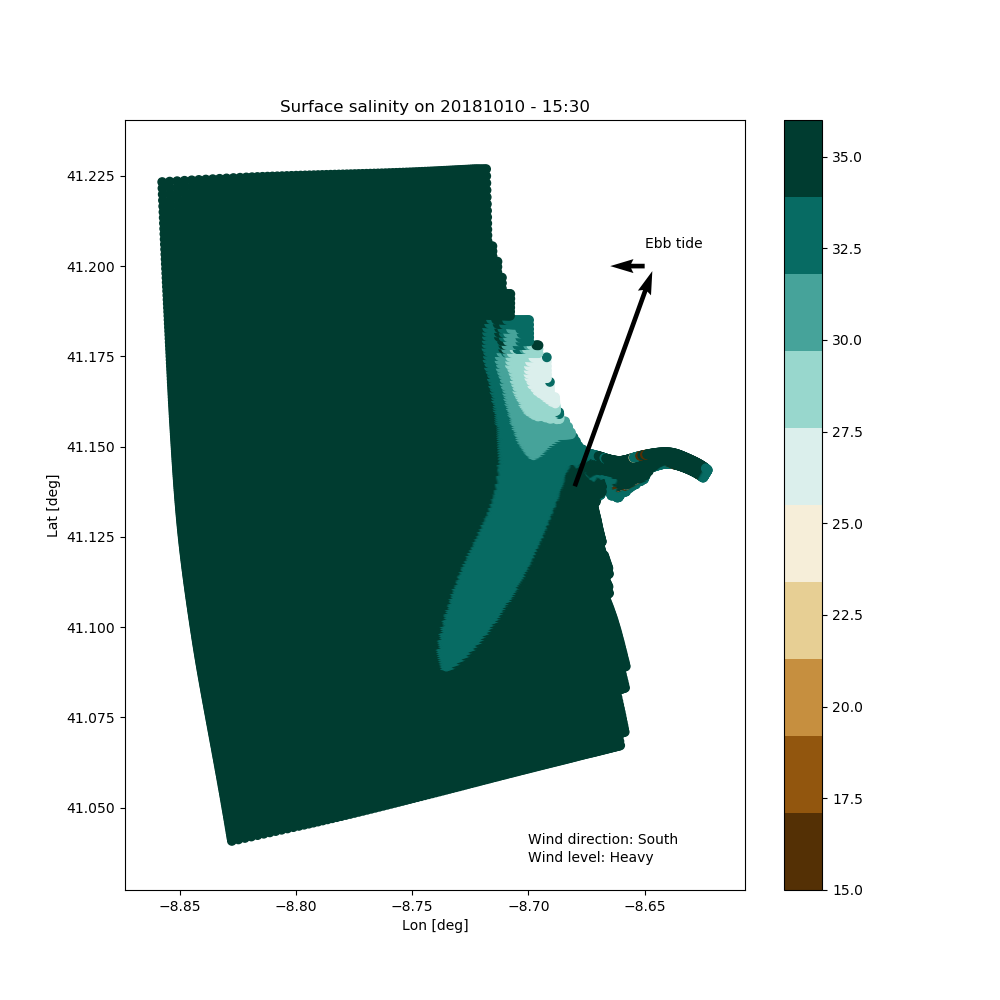 Surface salinity on 20181010 - 15:30
41.225
41.200
41.175
41.150
41.125
41.100
41.075
41.050
Lat [deg]
Ebb tide
Wind direction: South
Wind level: Heavy
−8.85 −8.80 −8.75 −8.70 −8.65
Lon [deg]
35.0
32.5
30.0
27.5
25.0
22.5
20.0
17.5
15.0